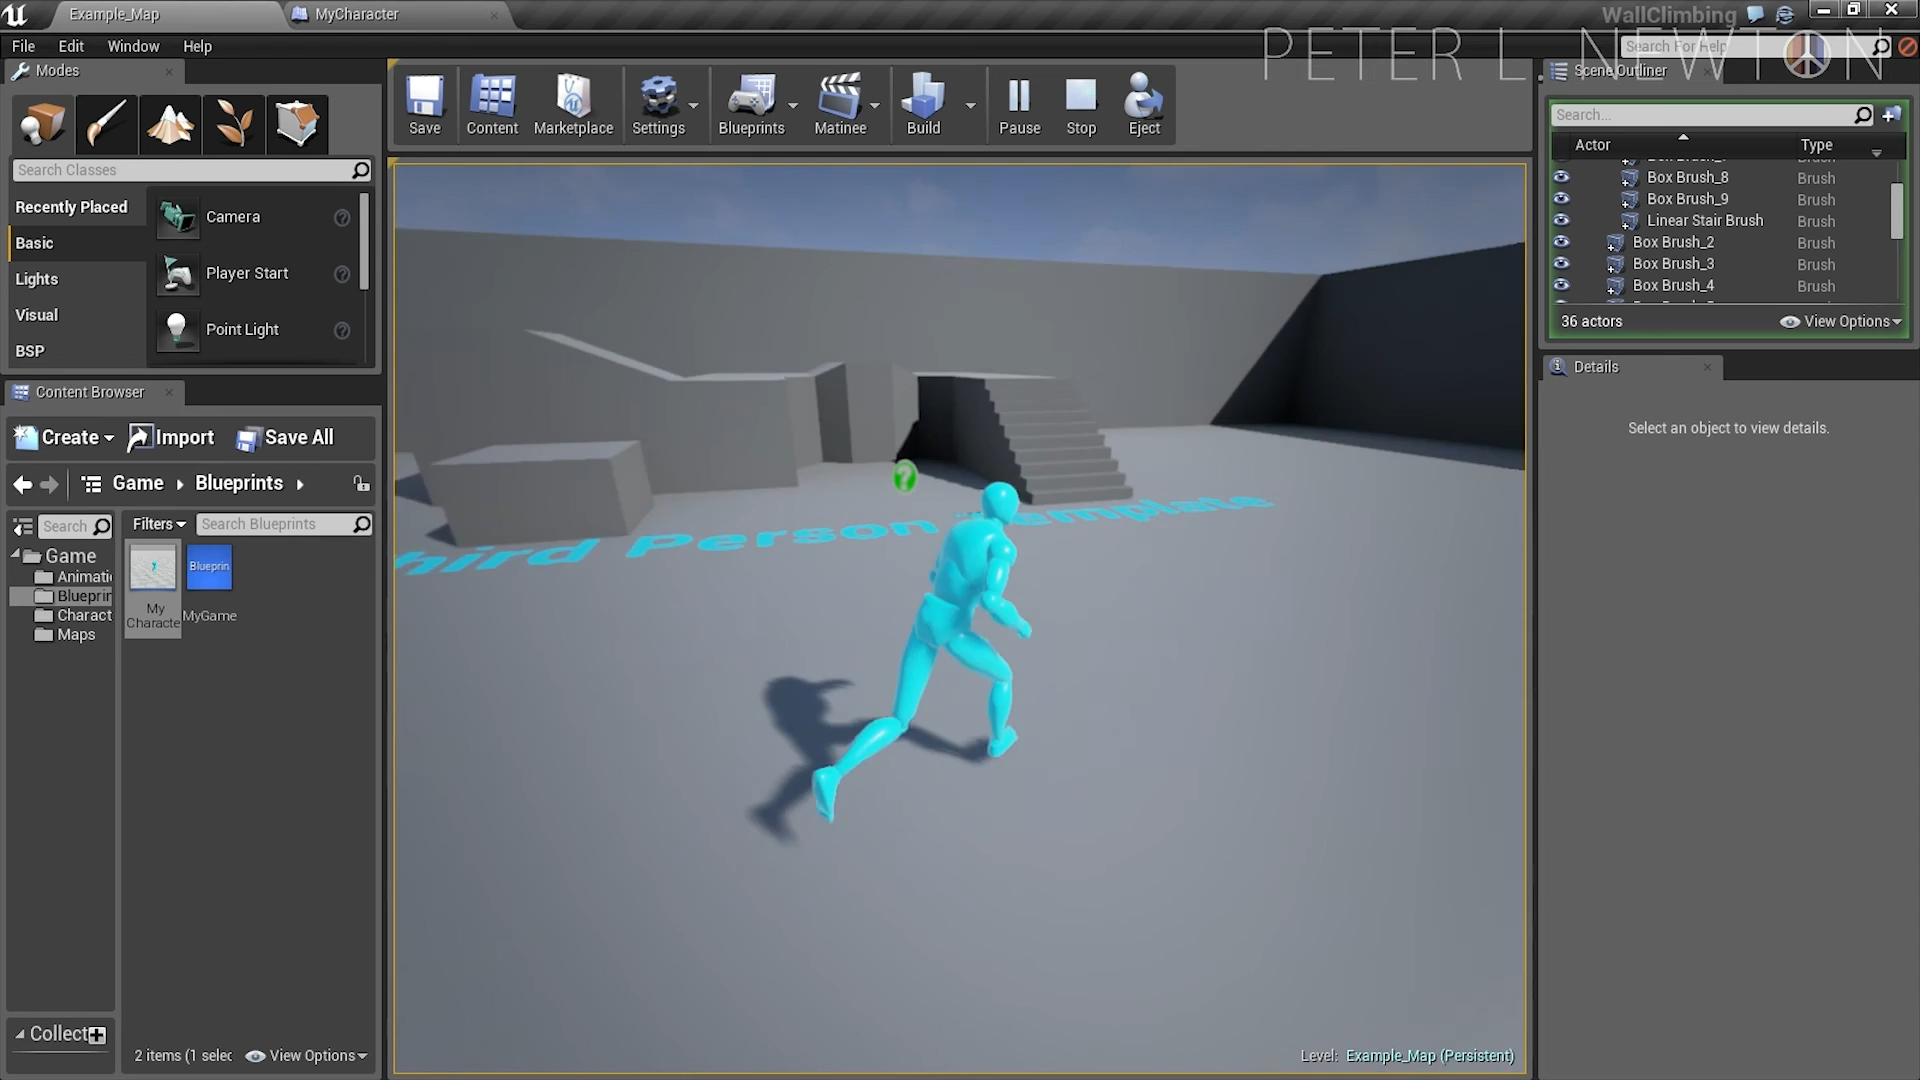 Example_Map
MyCharacter
WallClimbing
File Edit Window Help
Search For Help
PETER L NEWTON
Modes
Scene Outliner
Save Content Marketplace Settings Blueprints Matinee Build Pause Stop Eject
Search Classes
Search...
Actor Type
Recently Placed
Basic
Lights
Visual
BSP
Camera
Player Start
Point Light
Box Brush_8 Brush
Box Brush_9 Brush
Linear Stair Brush Brush
Box Brush_2 Brush
Box Brush_3 Brush
Box Brush_4 Brush
36 actors View Options
Details
Select an object to view details.
Content Browser
Create Import Save All
Game Blueprints
Search Filters Search Blueprints
Game
Animati
Blueprin
Charact
Maps
Blueprin
My
Characte
MyGame
hird Person Template
Collect
2 items (1 selec View Options
Level: Example_Map (Persistent)